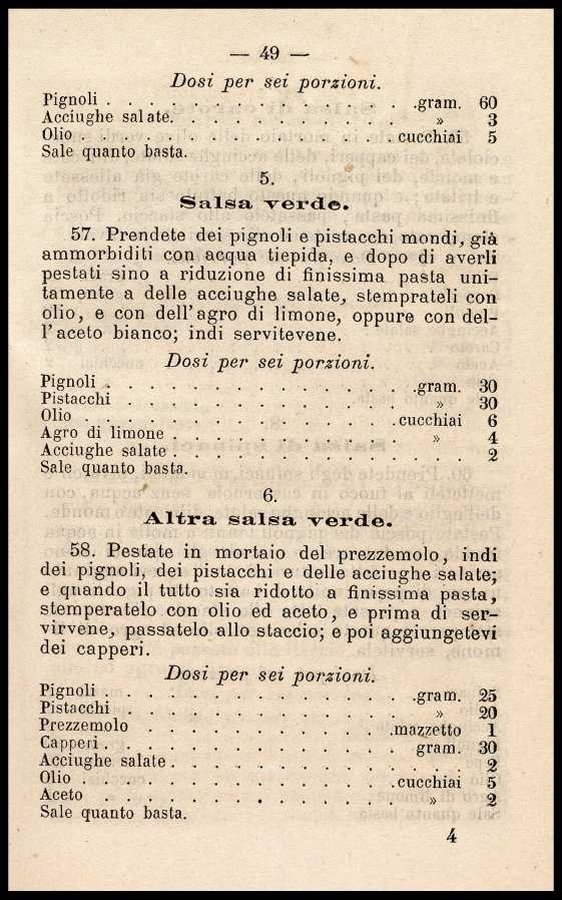 — 49 —
Dosi per sei porzioni.
Pignoli . . . . . . . . . . . . . . .gram. 60
Acciughe salate. . . . . . . . . . . . » 3
Olio . . . . . . . . . . . . . . . cucchiai 5
Sale quanto basta.
5.
Salsa verde.
57. Prendete dei pignoli e pistacchi mondi, già
ammorbiditi con acqua tiepida, e dopo di averli
pestati sino a riduzione di finissima pasta uni-
tamente a delle acciughe salate, stemprateli con
olio, e con dell'agro di limone, oppure con del-
l'aceto bianco; indi servitevene.
Dosi per sei porzioni.
Pignoli . . . . . . . . . . . . . . .gram. 30
Pistacchi . . . . . . . . . . . . . . » 30
Olio . . . . . . . . . . . . . . . .cucchiai 6
Agro di limone . . . . . . . . . . . » 4
Acciughe salate . . . . . . . . . . . . . . 2
Sale quanto basta.
6.
Altra salsa verde.
58. Pestate in mortaio del prezzemolo, indi
dei pignoli, dei pistacchi e delle acciughe salate;
e quando il tutto sia ridotto a finissima pasta,
stemperatelo con olio ed aceto, e prima di ser-
virvene, passatelo allo staccio; e poi aggiungetevi
dei capperi.
Dosi per sei porzioni.
Pignoli . . . . . . . . . . . . . . .gram. 25
Pistacchi . . . . . . . . . . . . . . » 20
Prezzemolo . . . . . . . . . . . .mazzetto 1
Capperi . . . . . . . . . . . . . . gram. 30
Acciughe salate . . . . . . . . . . . . . . 2
Olio . . . . . . . . . . . . . . . .cucchiai 5
Aceto . . . . . . . . . . . . . . . » 2
Sale quanto basta.
4